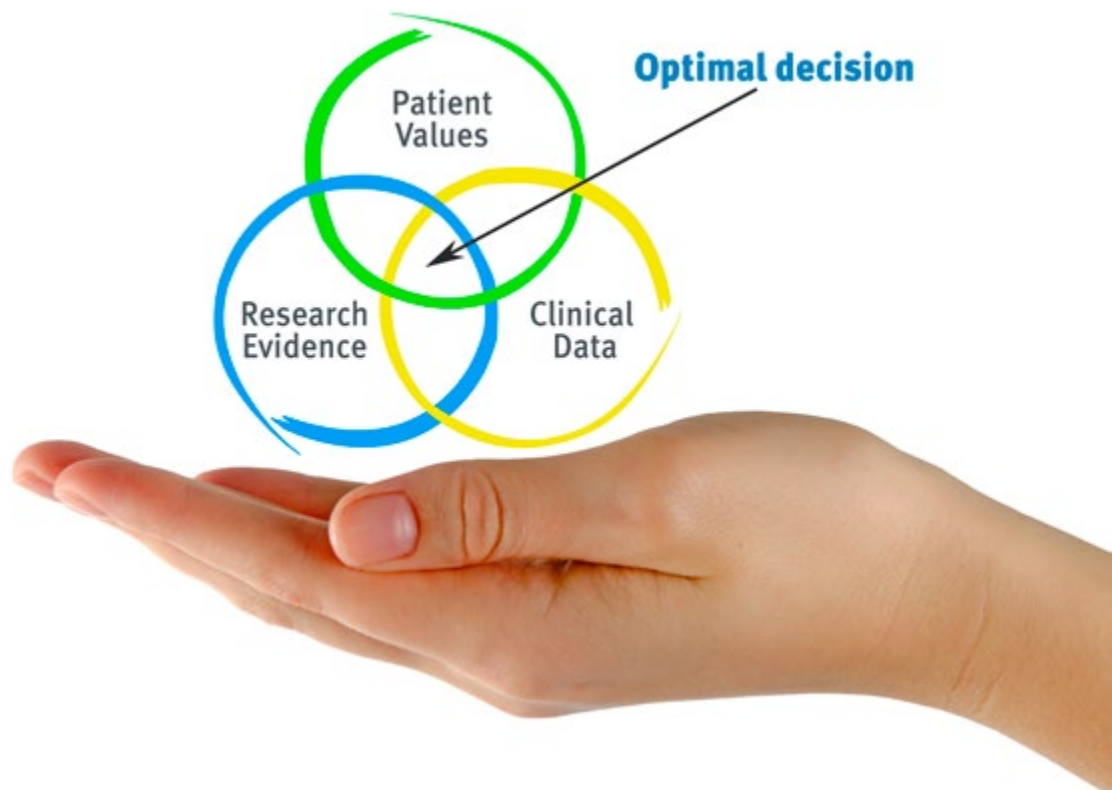 Optimal decision
Patient
Values
Research
Evidence
Clinical
Data